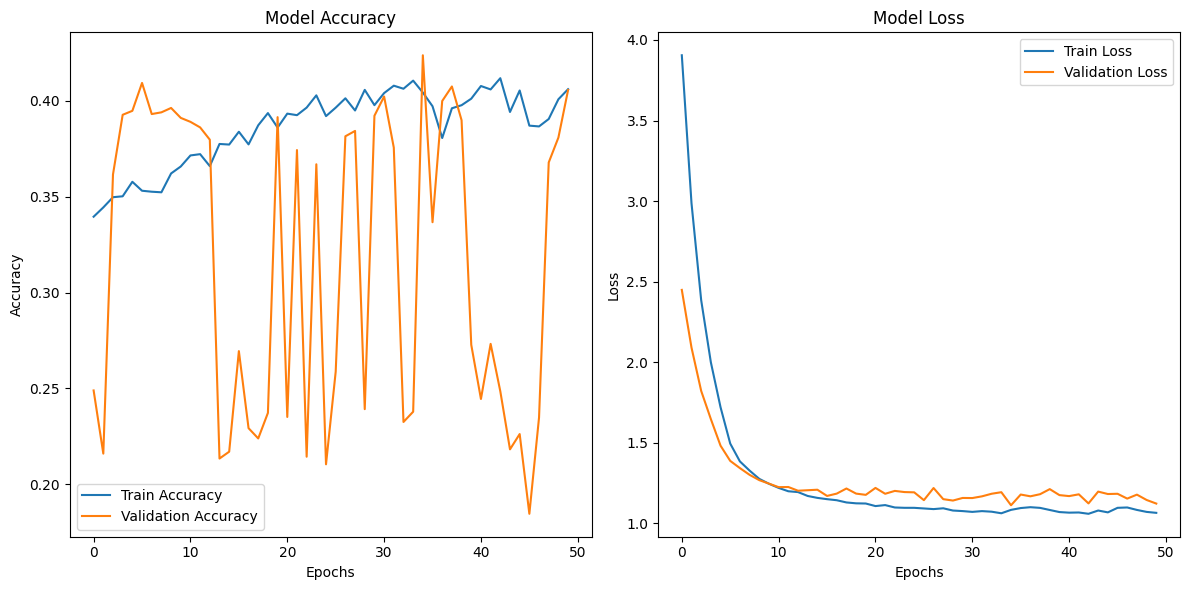 Model Accuracy
Accuracy
0.40
0.35
0.30
0.25
0.20
Train Accuracy
Validation Accuracy
0 10 20 30 40 50
Epochs
Model Loss
Loss
4.0
3.5
3.0
2.5
2.0
1.5
1.0
Train Loss
Validation Loss
0 10 20 30 40 50
Epochs